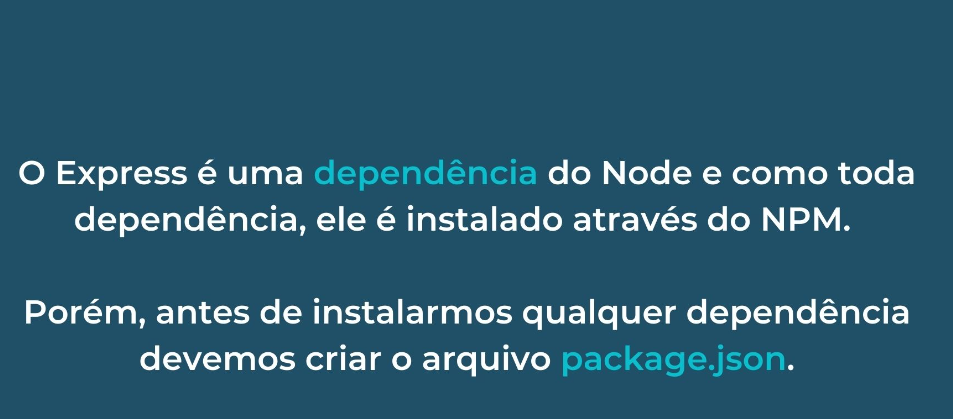 O Express é uma dependência do Node e como toda
dependência, ele é instalado através do NPM.
Porém, antes de instalarmos qualquer dependência
devemos criar o arquivo package.json.